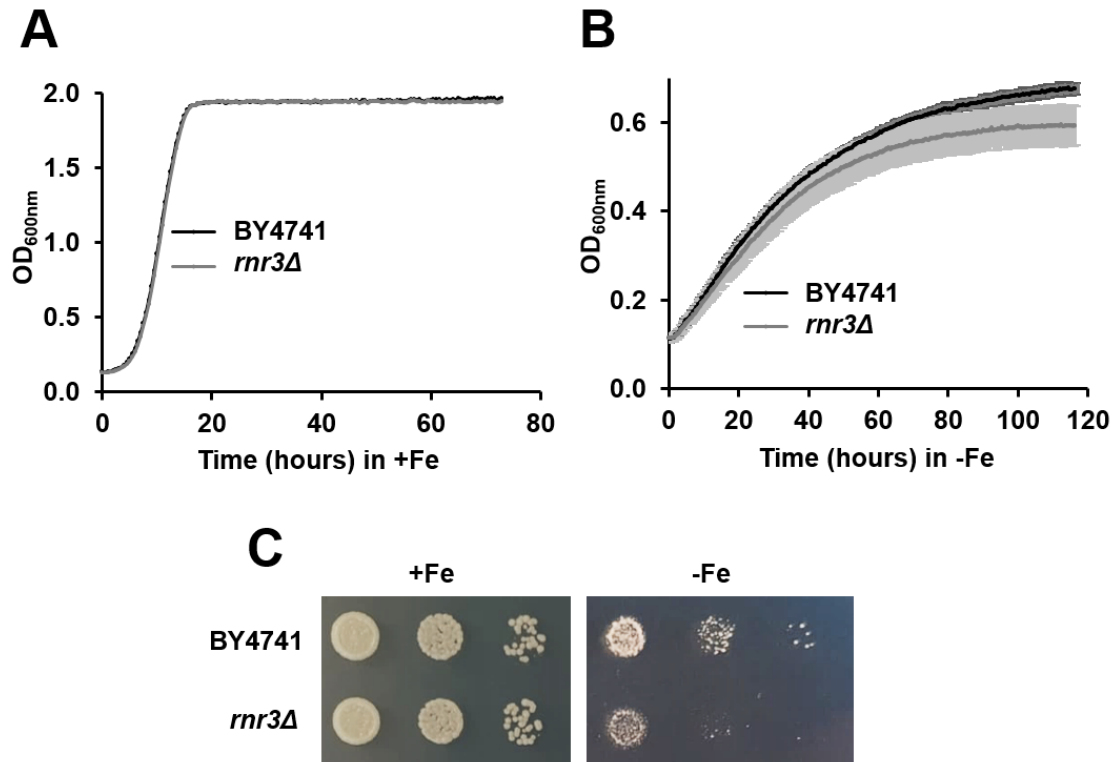 A
B
2.0
1.5
1.0
0.5
0.0
OD600nm
BY4741
rnr3Δ
0 20 40 60 80
Time (hours) in +Fe
0.6
0.4
0.2
0.0
OD600nm
BY4741
rnr3Δ
0 20 40 60 80 100 120
Time (hours) in -Fe
C
+Fe -Fe
BY4741
rnr3Δ